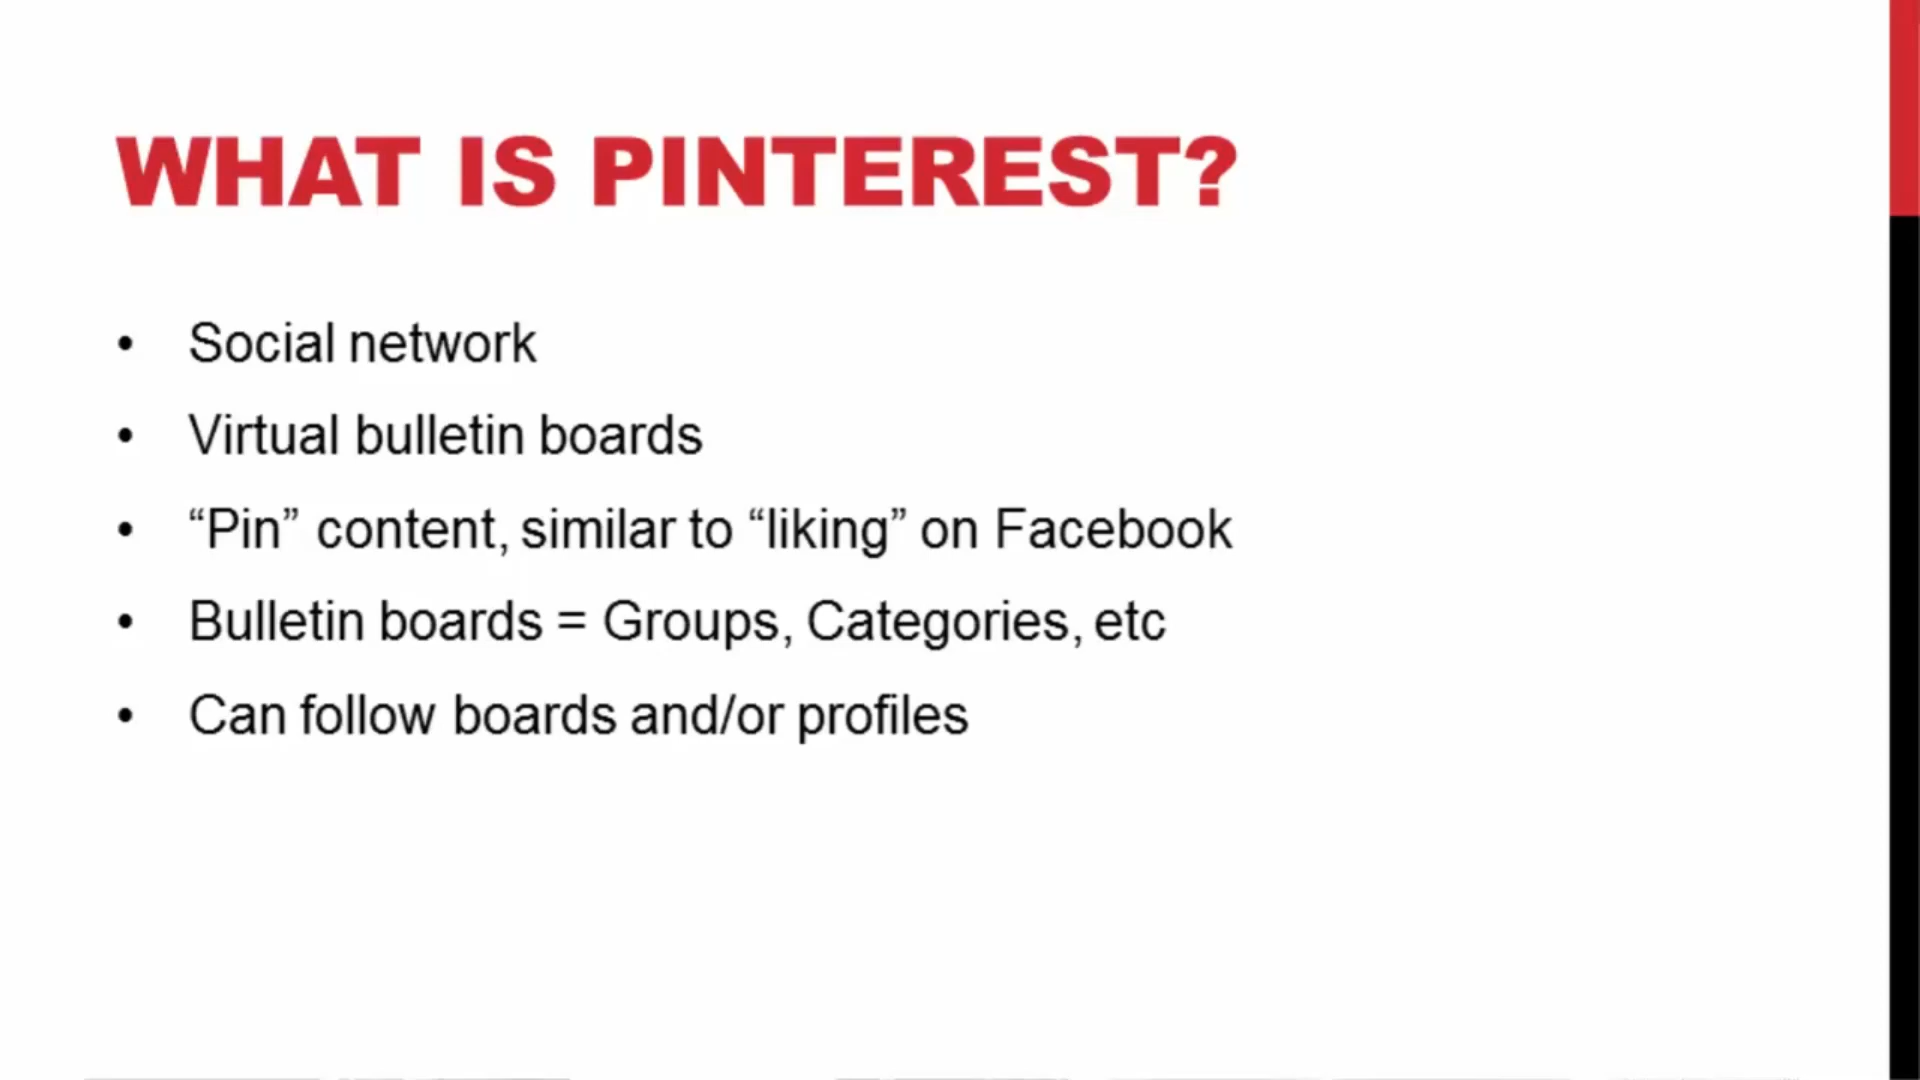 WHAT IS PINTEREST?
• Social network
• Virtual bulletin boards
• “Pin” content, similar to “liking” on Facebook
• Bulletin boards = Groups, Categories, etc
• Can follow boards and/or profiles